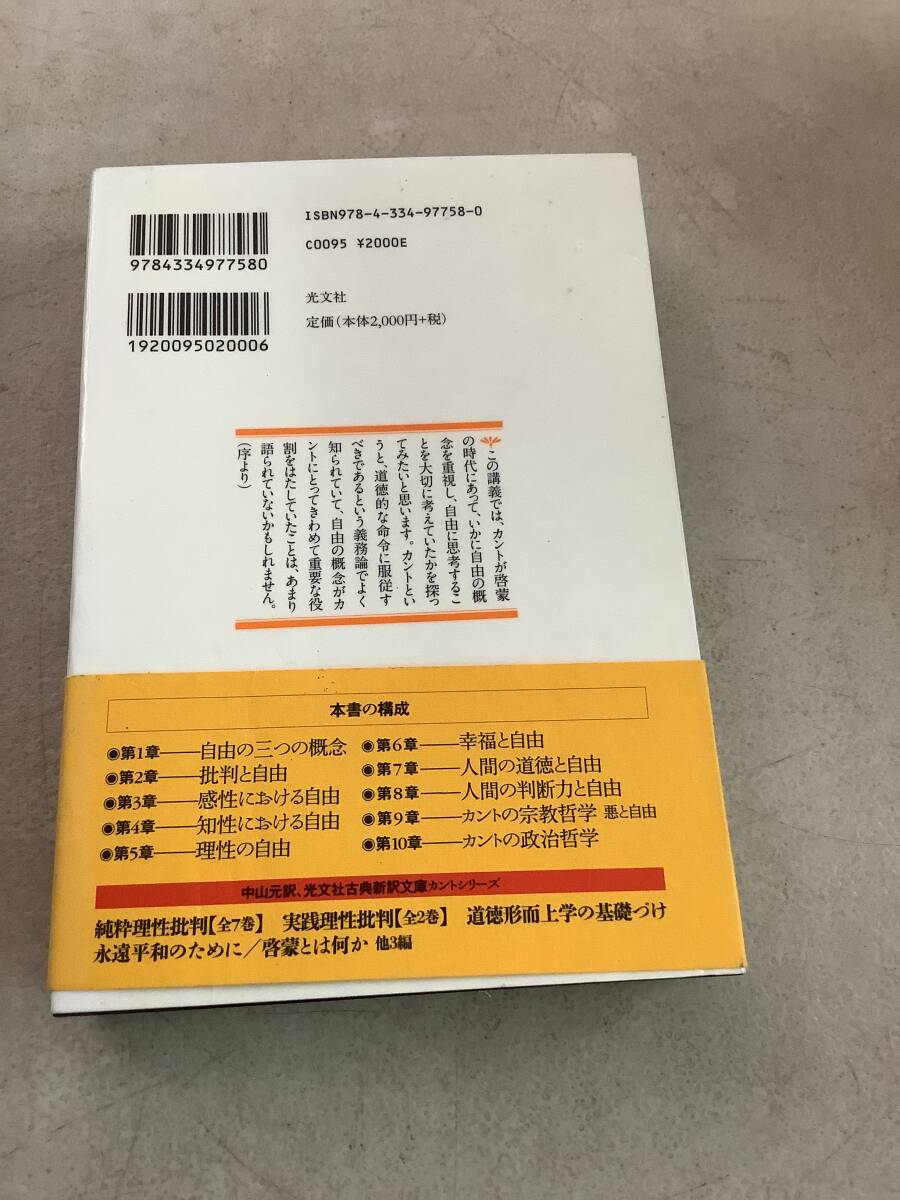 ISBN978-4-334-97758-0
C0095 ¥2000E
9784334977580
光文社
定価(本体2,000円+税)
1920095020006
この講義では、カントが啓蒙
の時代にあって、いかに自由の概
念を重視し、自由に思考するこ
とを大切に考えていたかを探っ
てみたいと思います。カントとい
うと、道徳的な命令に服従す
べきであるという義務論でよく
知られていて、自由の概念がカ
ントにとってきわめて重要な役
割をはたしていたことは、あまり
語られていないかもしれません。
(序より)
本書の構成
◉第1章——自由の三つの概念
◉第2章——批判と自由
◉第3章——感性における自由
◉第4章——知性における自由
◉第5章——理性の自由
◉第6章——幸福と自由
◉第7章——人間の道徳と自由
◉第8章——人間の判断力と自由
◉第9章——カントの宗教哲学 悪と自由
◉第10章——カントの政治哲学
中山元訳、光文社古典新訳文庫カントシリーズ
純粋理性批判【全7巻】 実践理性批判【全2巻】 道徳形而上学の基礎づけ
永遠平和のために/啓蒙とは何か 他3編